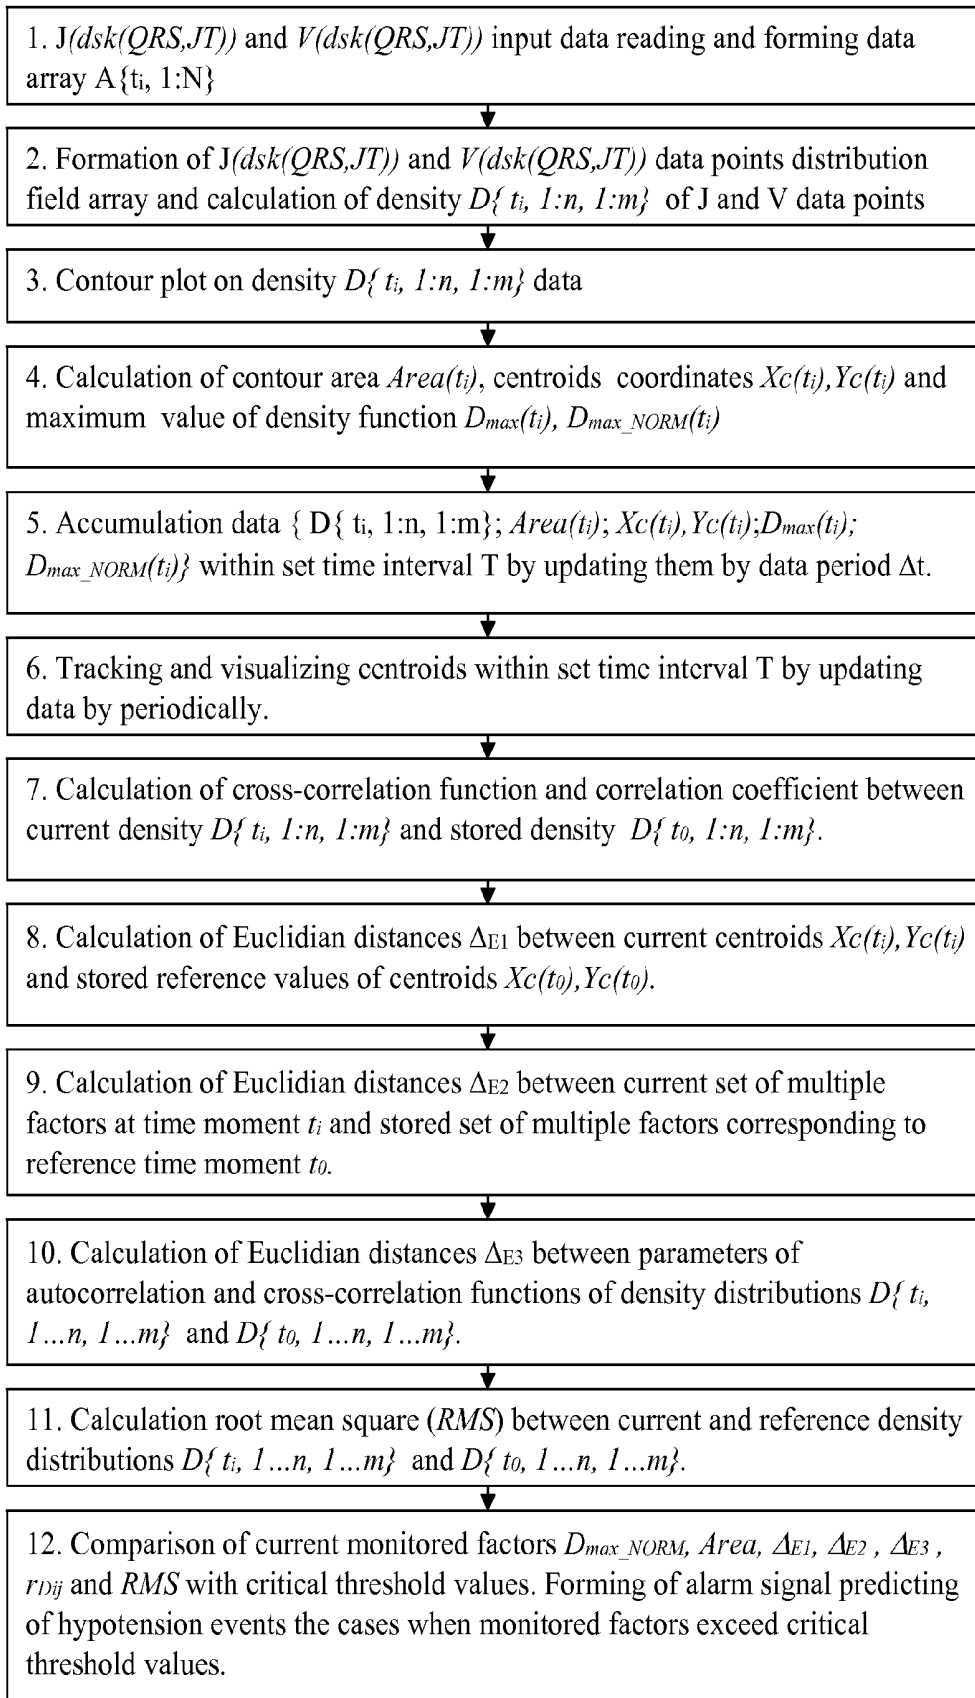 1. J(dsk(QRS,JT)) and V(dsk(QRS,JT)) input data reading and forming data
array A{ti, 1:N}
2. Formation of J(dsk(QRS,JT)) and V(dsk(QRS,JT)) data points distribution
field array and calculation of density D{ ti, 1:n, 1:m} of J and V data points
3. Contour plot on density D{ ti, 1:n, 1:m} data
4. Calculation of contour area Area(ti), centroids coordinates Xc(ti),Yc(ti) and
maximum value of density function Dmax(ti), Dmax_NORM(ti)
5. Accumulation data { D{ ti, 1:n, 1:m}; Area(ti); Xc(ti),Yc(ti);Dmax(ti);
Dmax_NORM(ti)} within set time interval T by updating them by data period Δt.
6. Tracking and visualizing centroids within set time interval T by updating
data by periodically.
7. Calculation of cross-correlation function and correlation coefficient between
current density D{ ti, 1:n, 1:m} and stored density D{ t0, 1:n, 1:m}.
8. Calculation of Euclidian distances ΔE1 between current centroids Xc(ti),Yc(ti)
and stored reference values of centroids Xc(t0),Yc(t0).
9. Calculation of Euclidian distances ΔE2 between current set of multiple
factors at time moment ti and stored set of multiple factors corresponding to
reference time moment t0.
10. Calculation of Euclidian distances ΔE3 between parameters of
autocorrelation and cross-correlation functions of density distributions D{ ti,
1...n, 1...m} and D{ t0, 1...n, 1...m}.
11. Calculation root mean square (RMS) between current and reference density
distributions D{ ti, 1...n, 1...m} and D{ t0, 1...n, 1...m}.
12. Comparison of current monitored factors Dmax_NORM, Area, ΔE1, ΔE2 , ΔE3 ,
rDij and RMS with critical threshold values. Forming of alarm signal predicting
of hypotension events the cases when monitored factors exceed critical
threshold values.